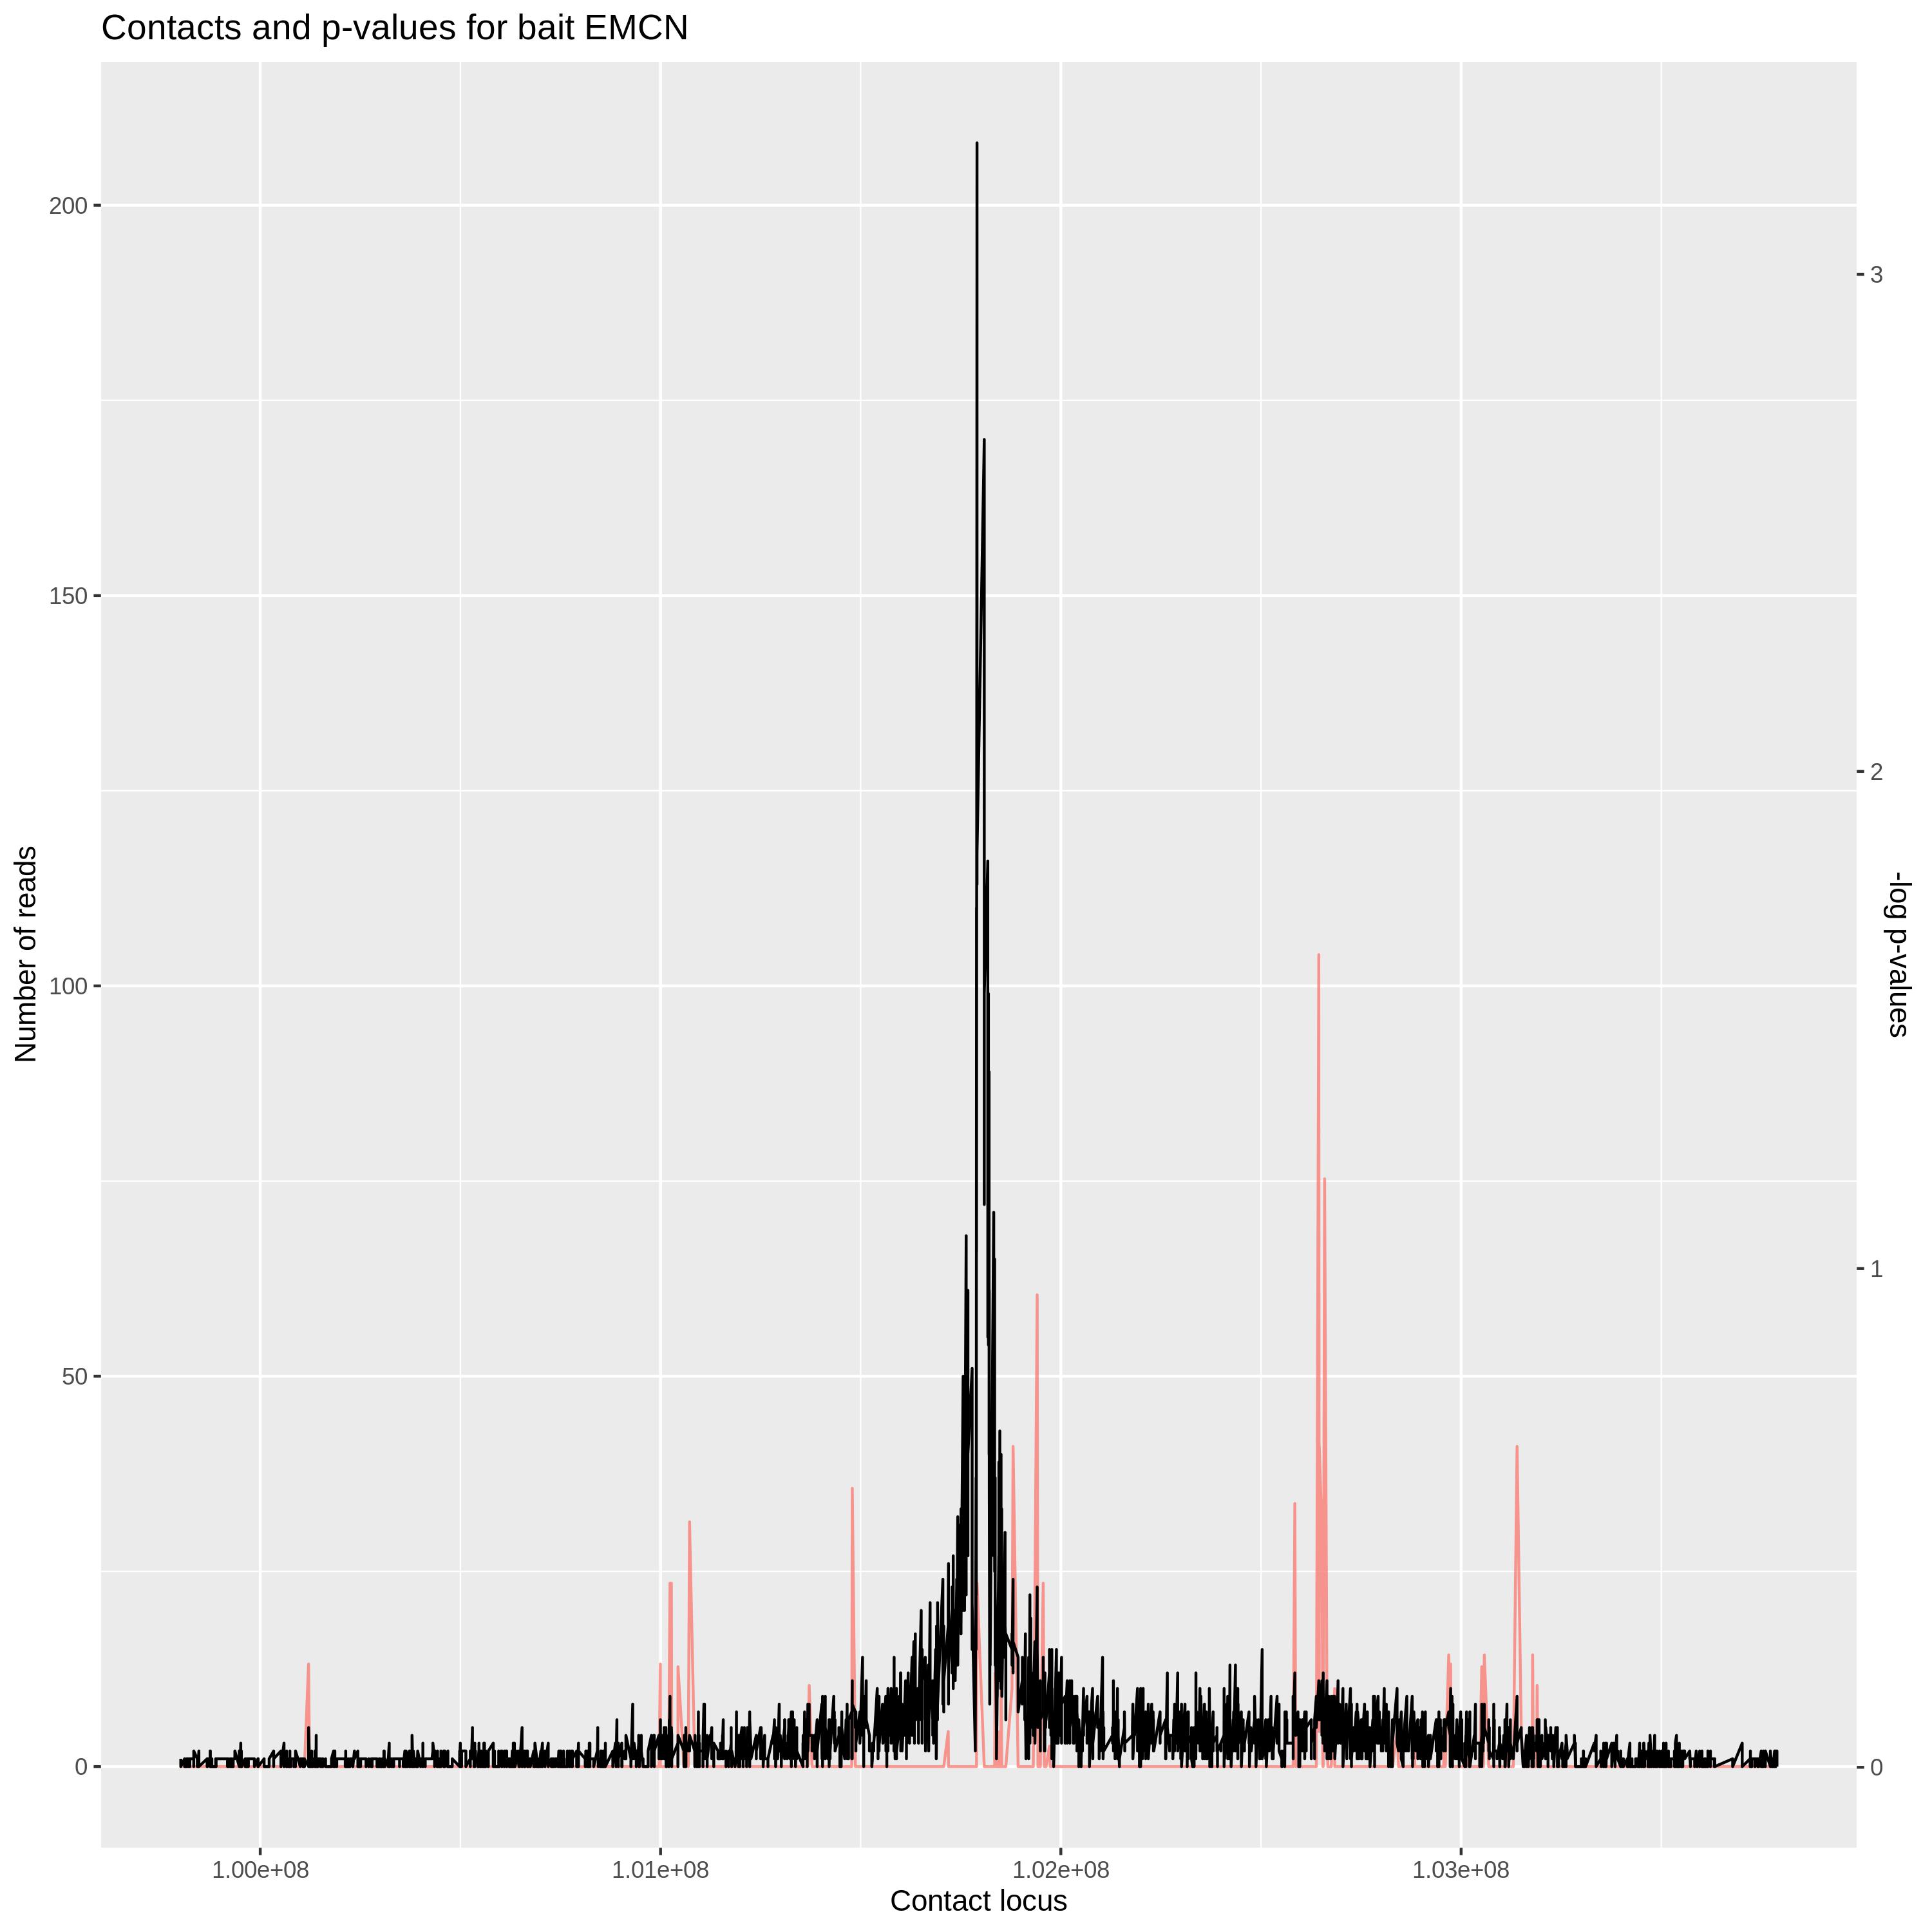 Contacts and p-values for bait EMCN
200
150
100
50
0
Number of reads
3
2
1
0
-log p-values
1.00e+08
1.01e+08
1.02e+08
1.03e+08
Contact locus